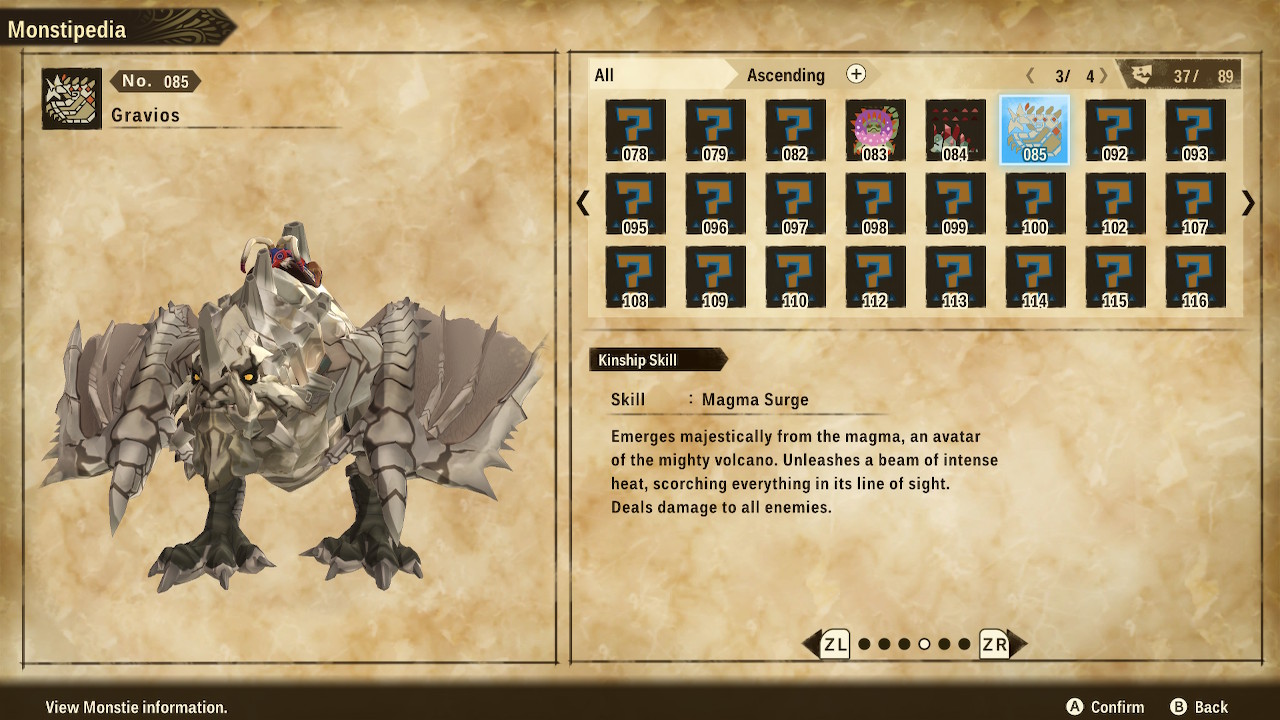 Monstipedia
No. 085
Gravios
All
Ascending
3/ 4
37/ 89
078 079 082 083 084 085 092 093
095 096 097 098 099 100 102 107
108 109 110 112 113 114 115 116
Kinship Skill
Skill : Magma Surge
Emerges majestically from the magma, an avatar
of the mighty volcano. Unleashes a beam of intense
heat, scorching everything in its line of sight.
Deals damage to all enemies.
ZL ZR
View Monstie information.
A Confirm B Back